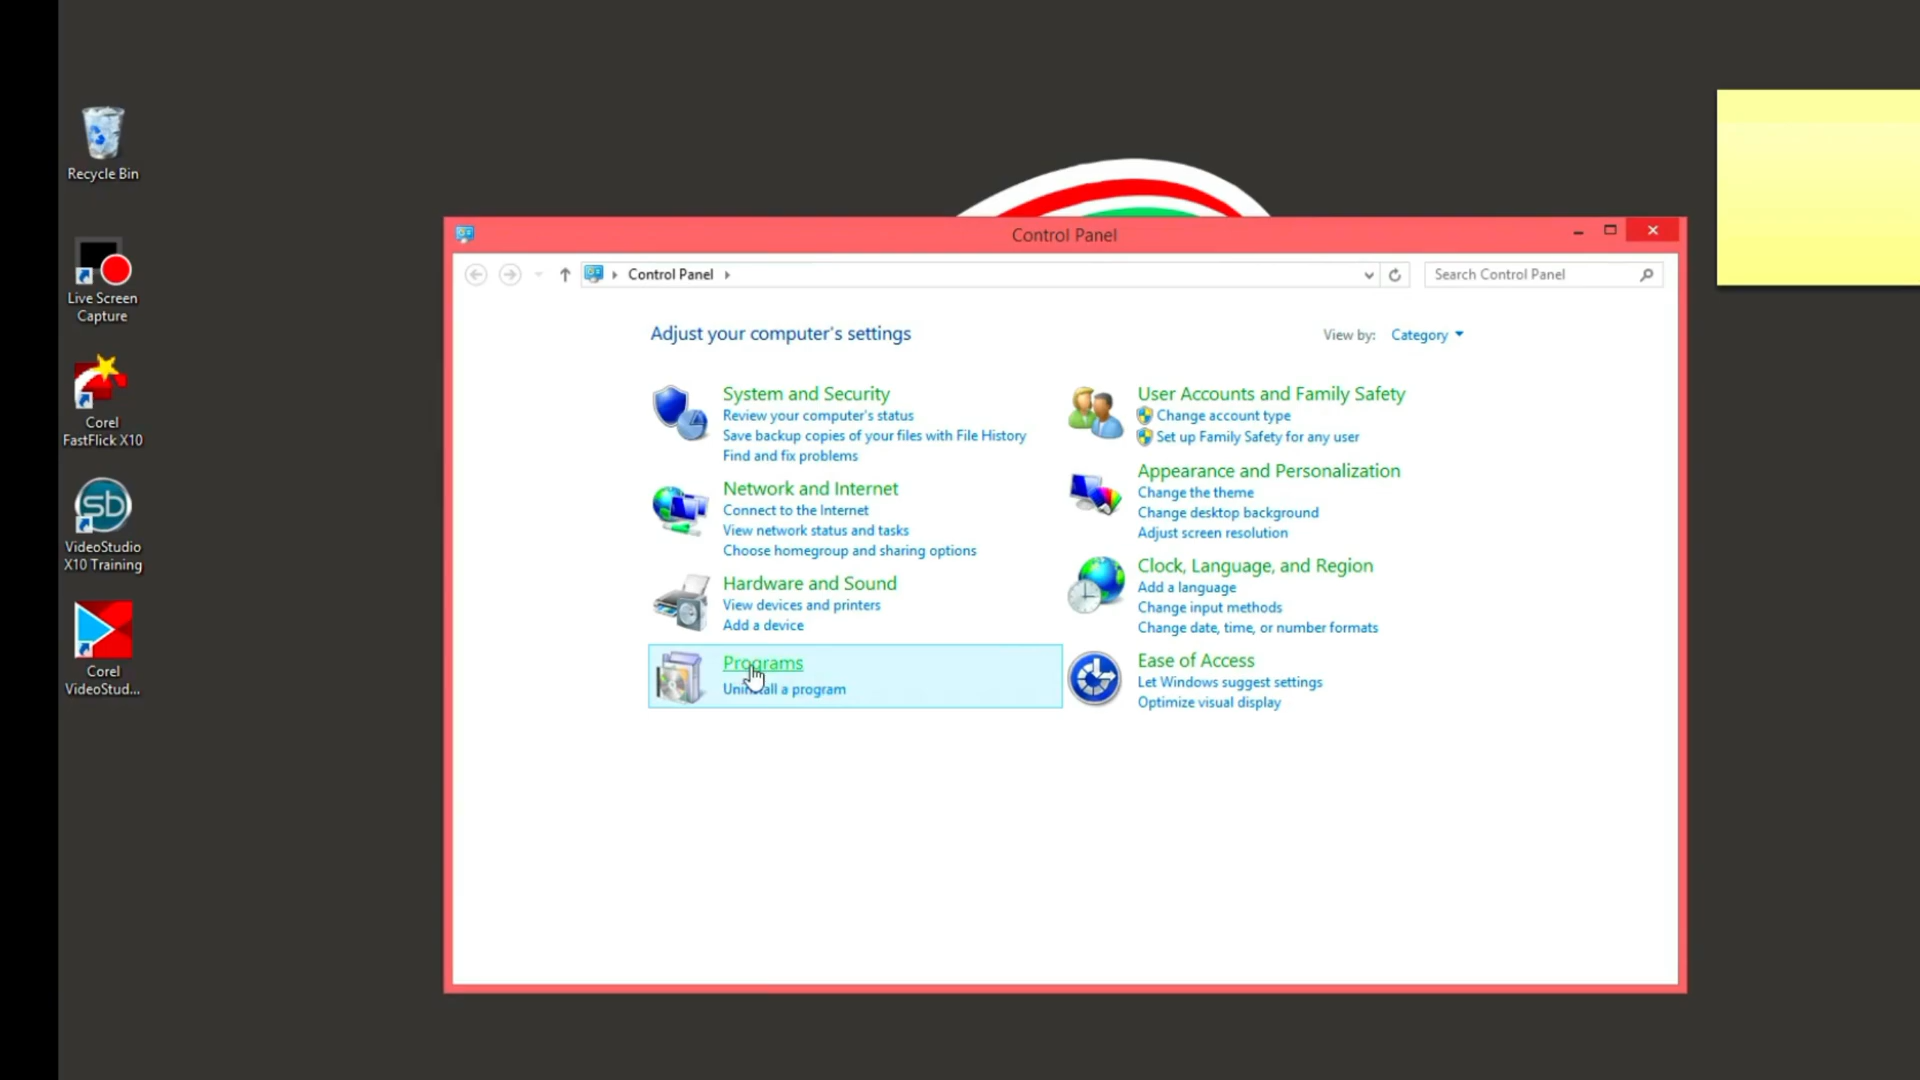 Recycle Bin
Live Screen
Capture
Corel
FastFlick X10
VideoStudio
X10 Training
Corel
VideoStud...
Control Panel
Control Panel
Search Control Panel
Adjust your computer's settings
View by: Category
System and Security
Review your computer's status
Save backup copies of your files with File History
Find and fix problems
Network and Internet
Connect to the Internet
View network status and tasks
Choose homegroup and sharing options
Hardware and Sound
View devices and printers
Add a device
Programs
Uninstall a program
User Accounts and Family Safety
Change account type
Set up Family Safety for any user
Appearance and Personalization
Change the theme
Change desktop background
Adjust screen resolution
Clock, Language, and Region
Add a language
Change input methods
Change date, time, or number formats
Ease of Access
Let Windows suggest settings
Optimize visual display